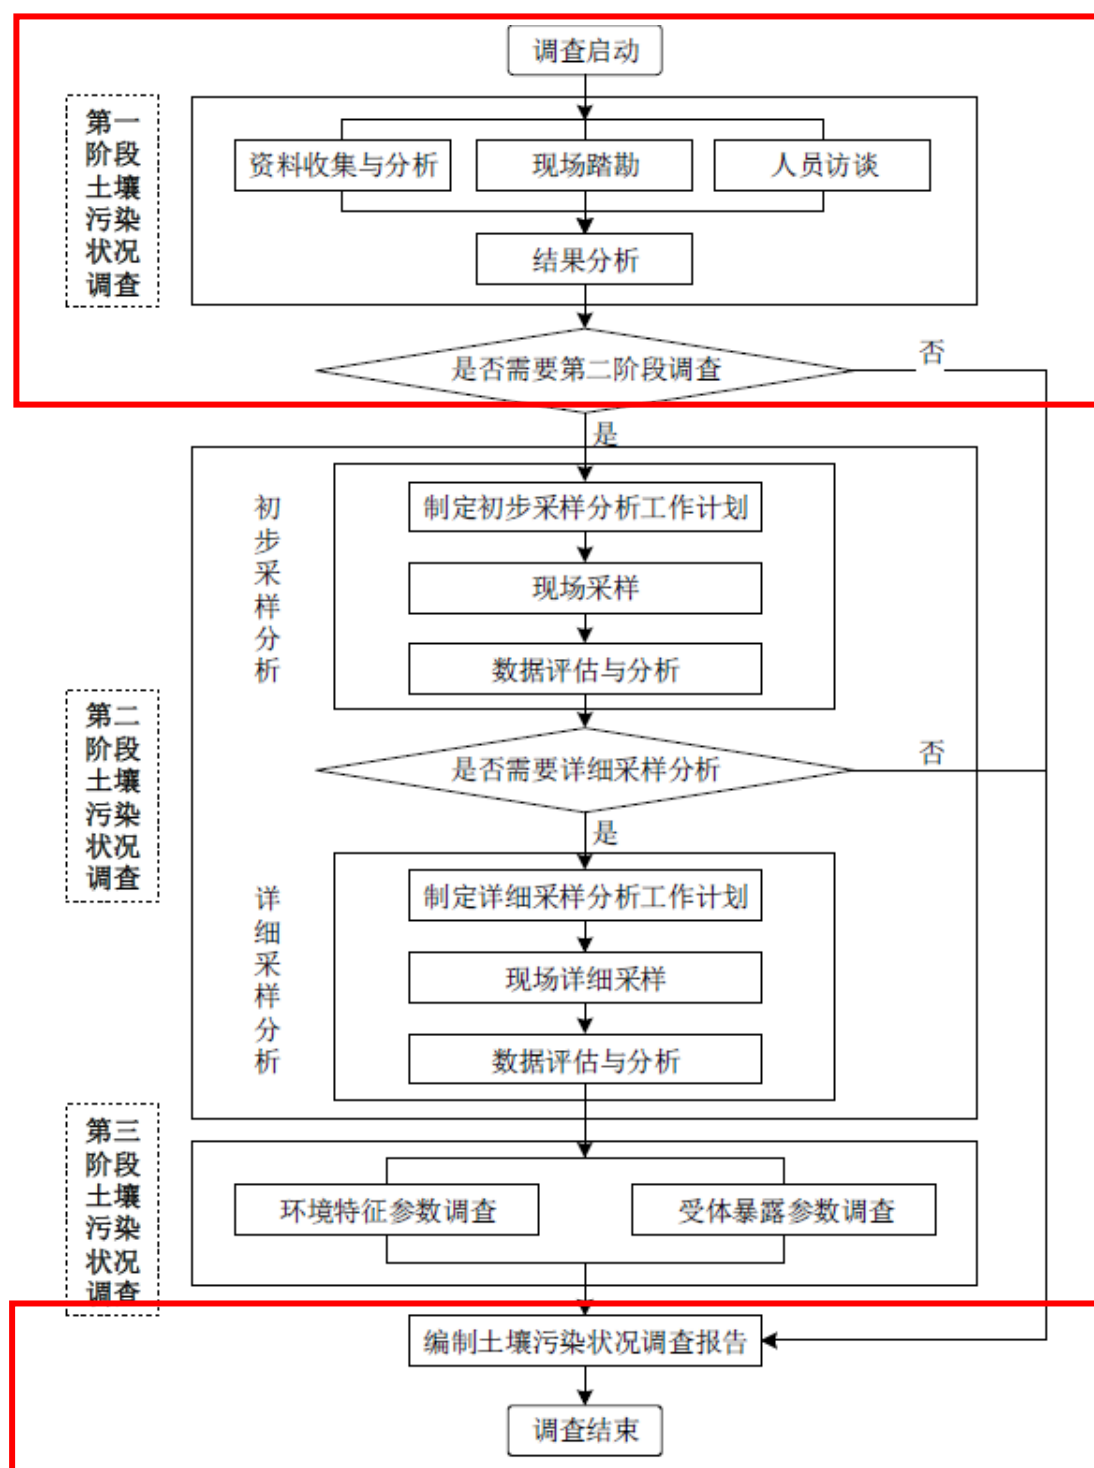 调查启动
第一
阶段
土壤
污染
状况
调查
资料收集与分析
现场踏勘
人员访谈
结果分析
是否需要第二阶段调查
否
是
初
步
采
样
分
析
制定初步采样分析工作计划
现场采样
数据评估与分析
第二
阶段
土壤
污染
状况
调查
是否需要详细采样分析
否
是
详
细
采
样
分
析
制定详细采样分析工作计划
现场详细采样
数据评估与分析
第三
阶段
土壤
污染
状况
调查
环境特征参数调查
受体暴露参数调查
编制土壤污染状况调查报告
调查结束